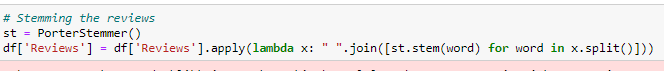 # Stemming the reviews
st = PorterStemmer()
df['Reviews'] = df['Reviews'].apply(lambda x: " ".join([st.stem(word) for word in x.split()]))